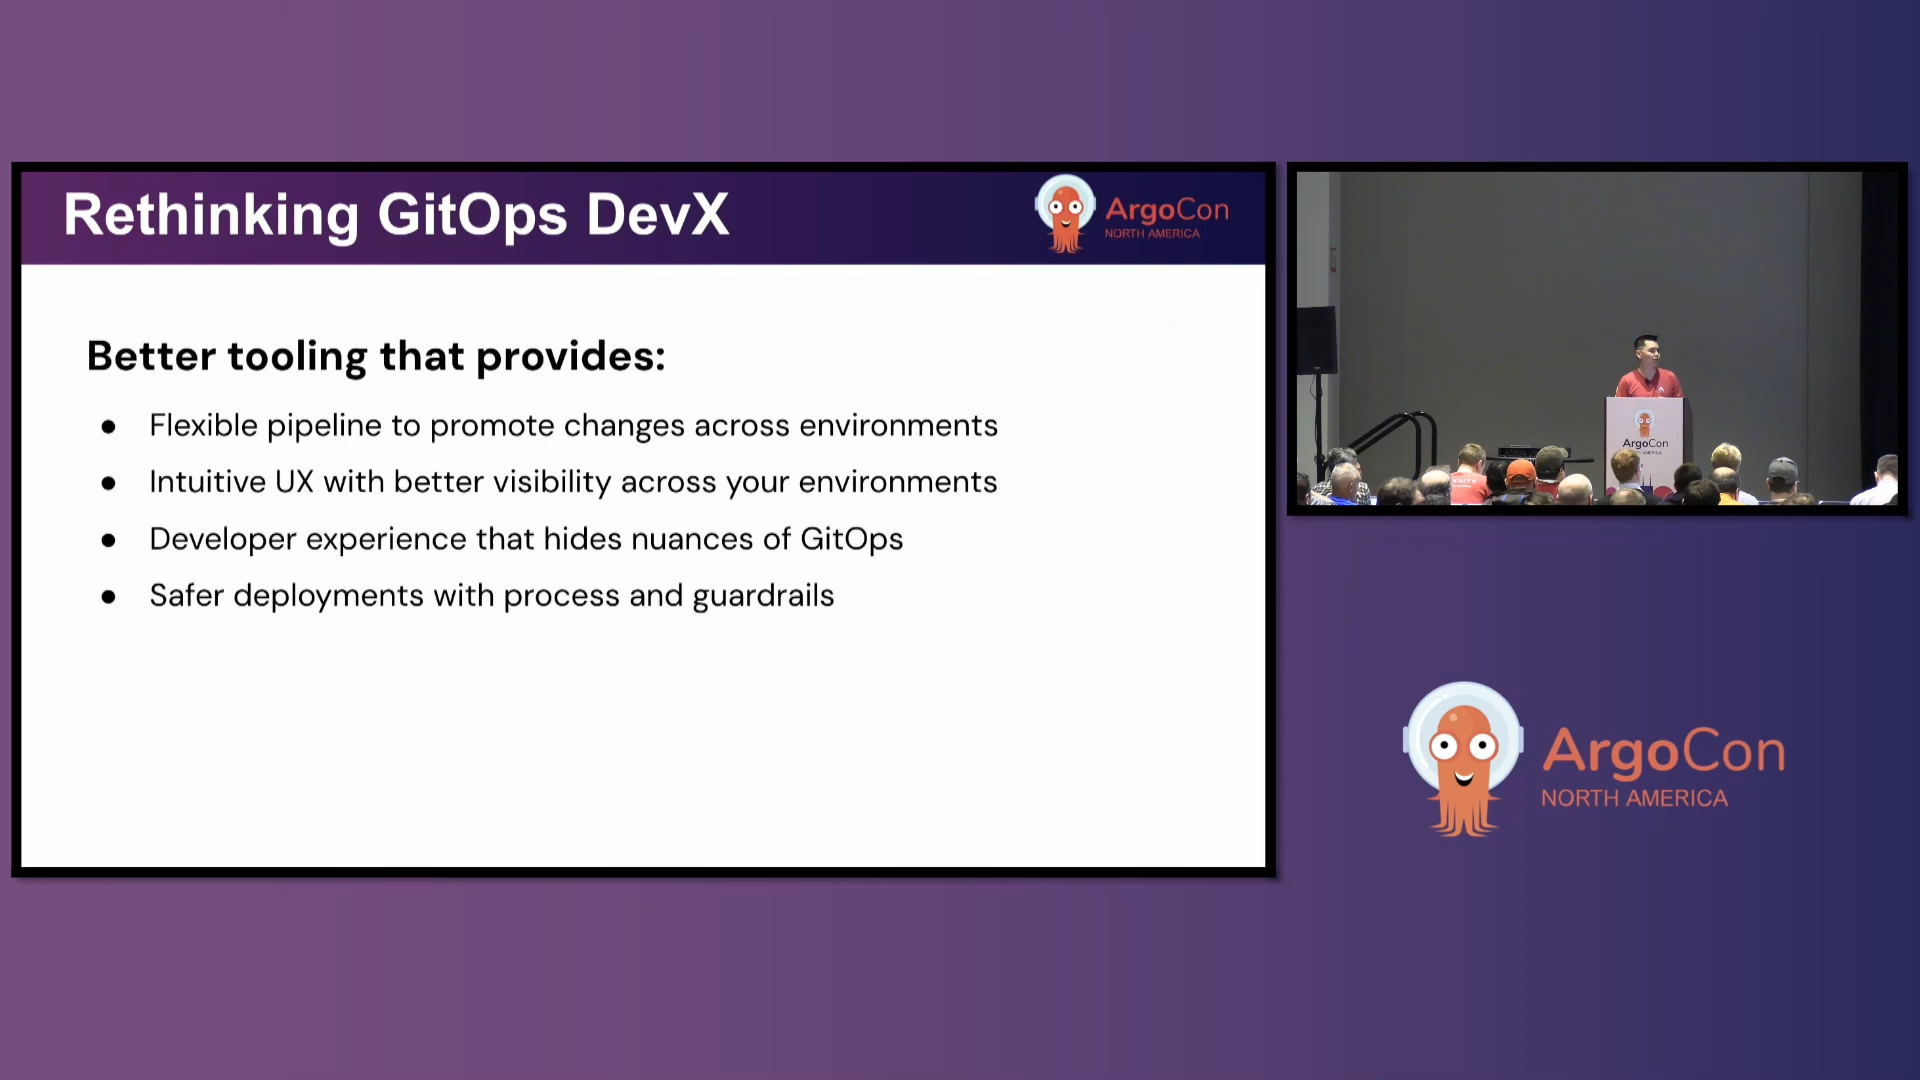 Rethinking GitOps DevX
ArgoCon
NORTH AMERICA
Better tooling that provides:
● Flexible pipeline to promote changes across environments
● Intuitive UX with better visibility across your environments
● Developer experience that hides nuances of GitOps
● Safer deployments with process and guardrails
ArgoCon
ArgoCon
NORTH AMERICA